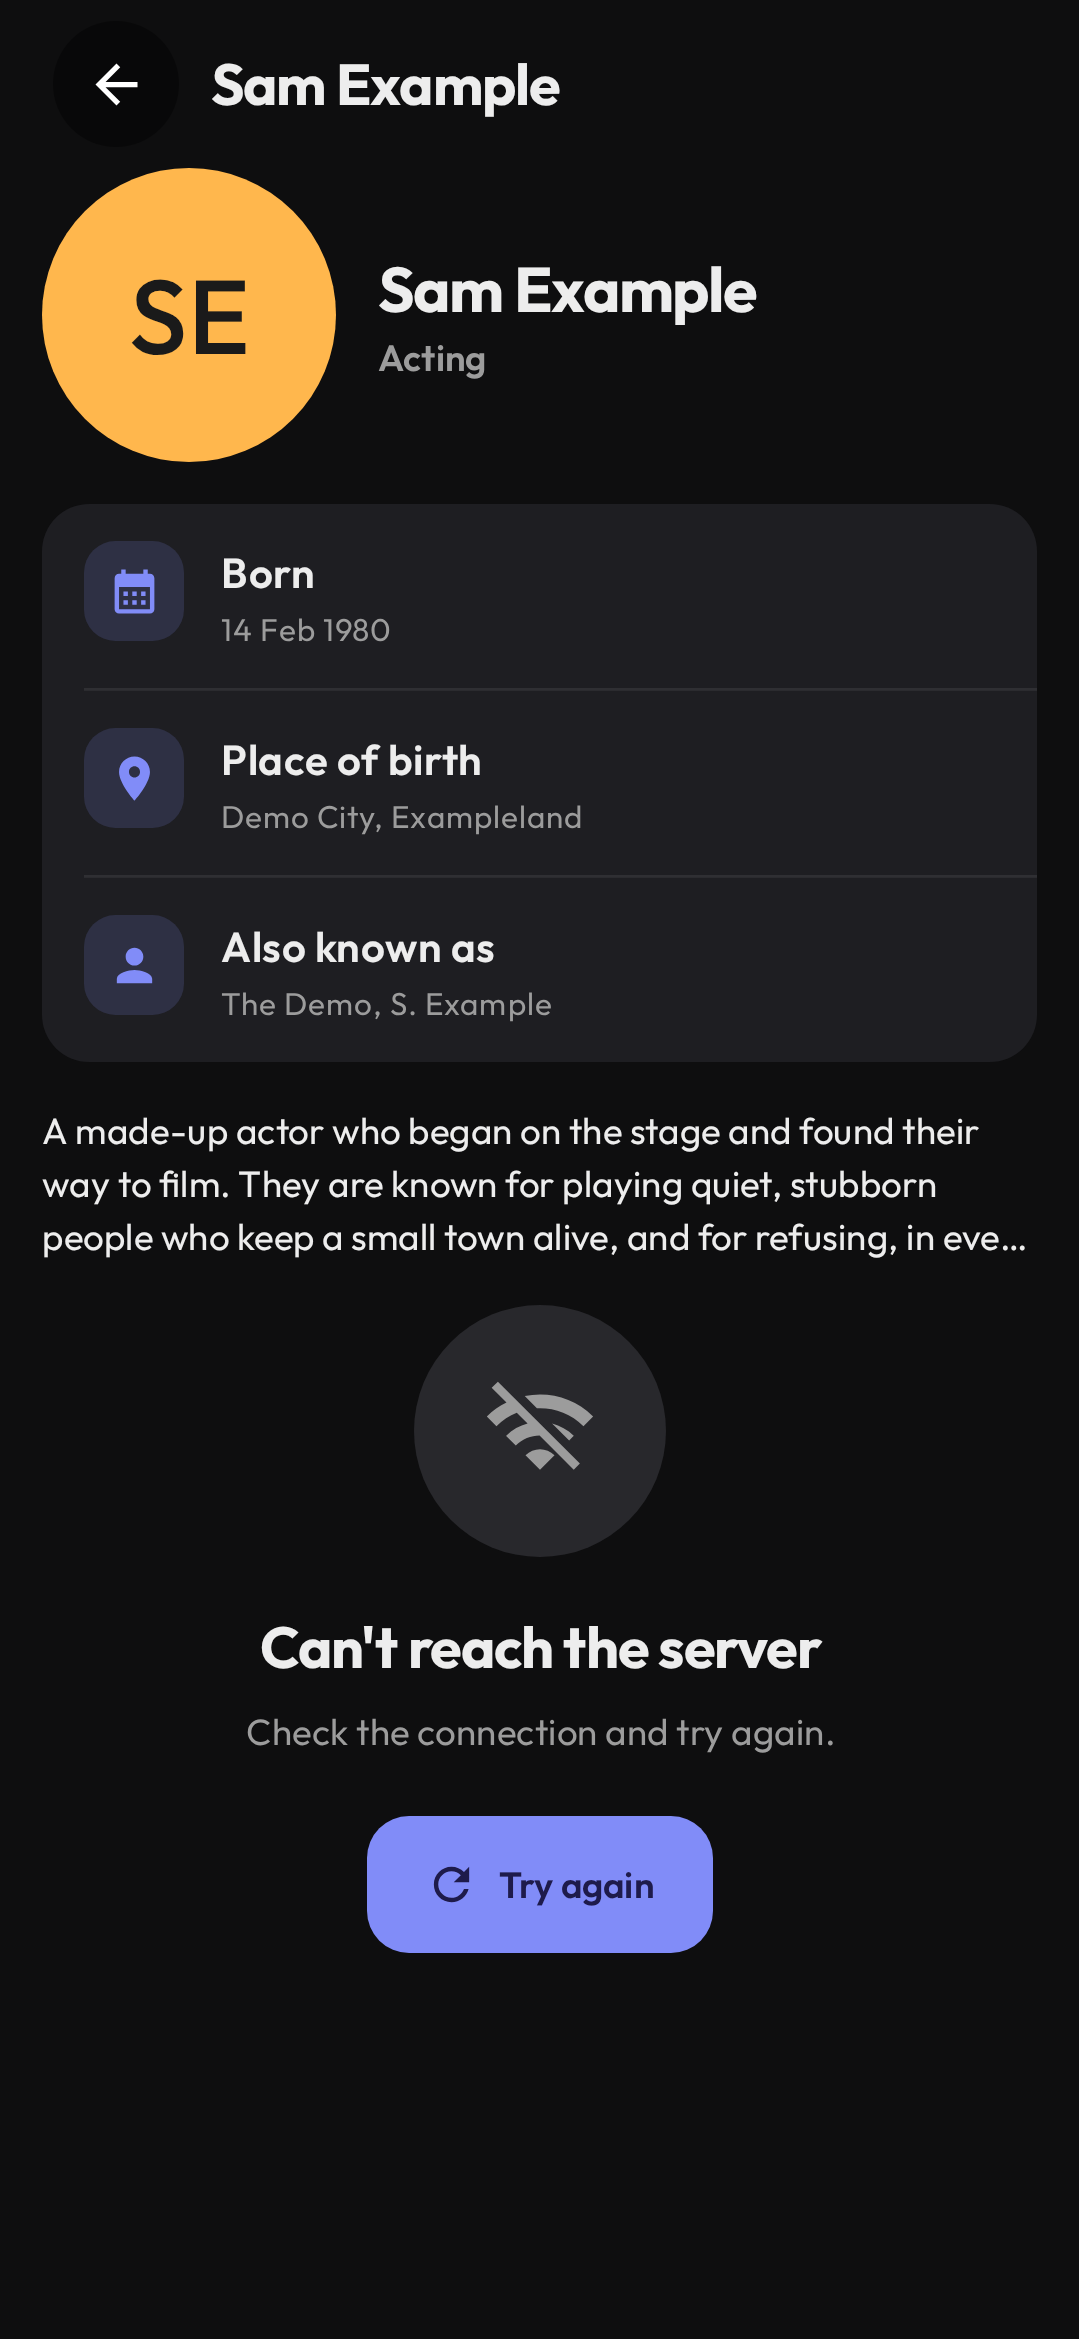 Sam Example
SE
Sam Example
Acting
Born
14 Feb 1980
Place of birth
Demo City, Exampleland
Also known as
The Demo, S. Example
A made-up actor who began on the stage and found their
way to film. They are known for playing quiet, stubborn
people who keep a small town alive, and for refusing, in eve…
Can't reach the server
Check the connection and try again.
Try again